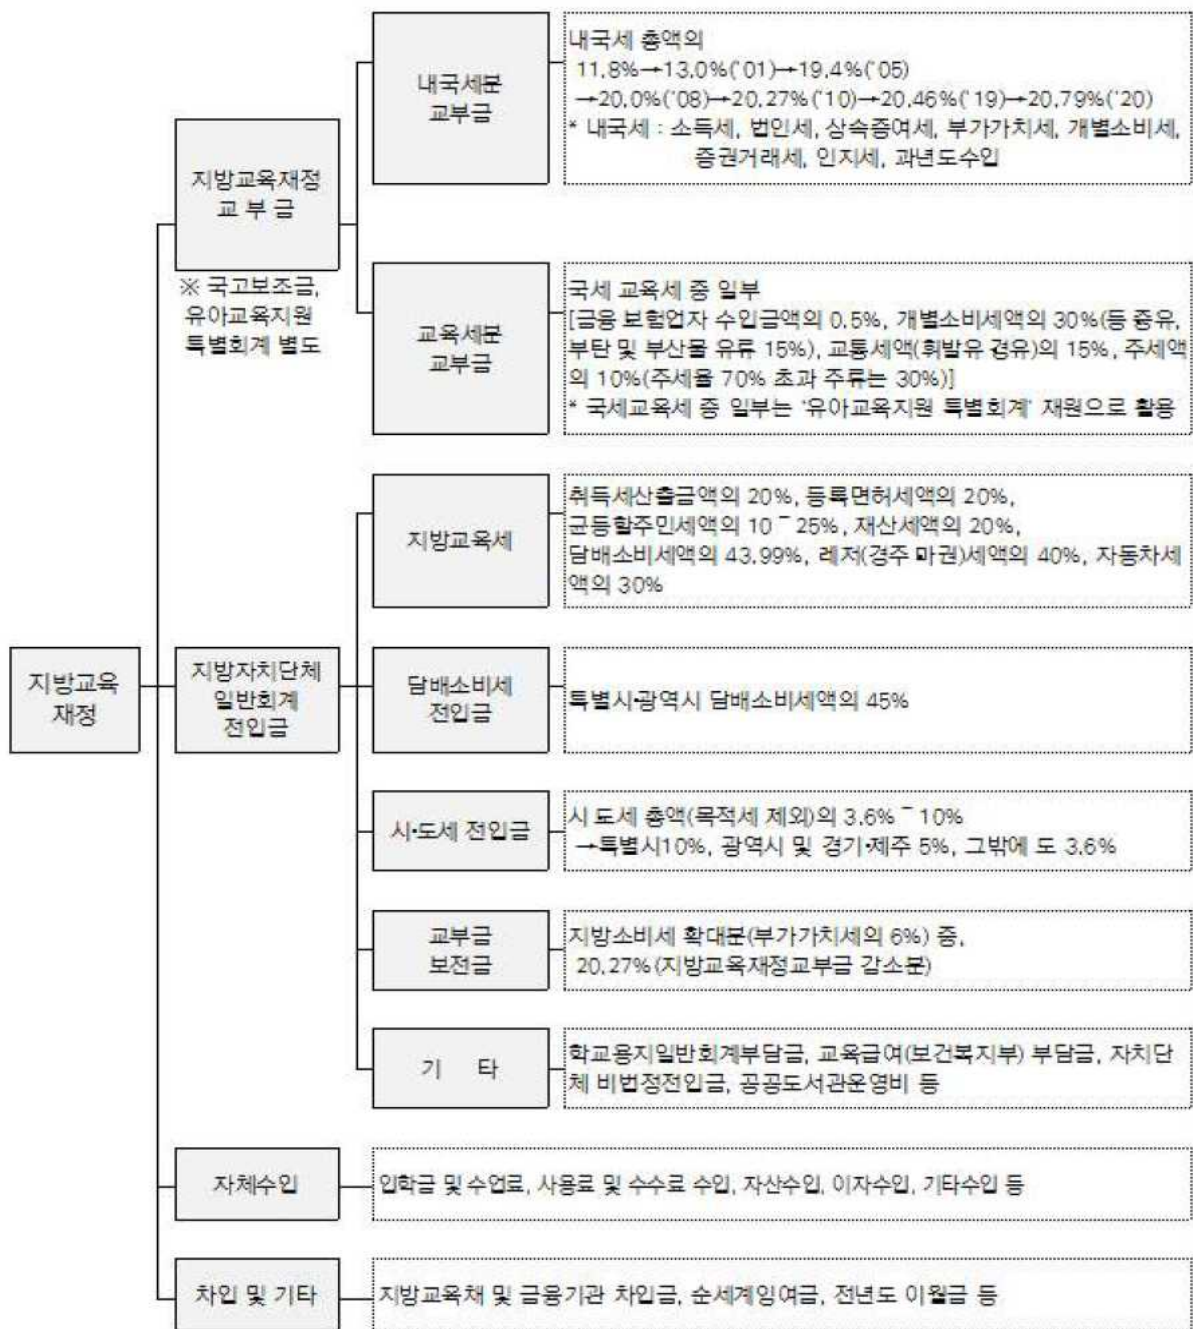 내국세분
교부금
내국세 총액의
11.8%→13.0%('01)→19.4%('05)
→20.0%('08)→20.27%('10)→20.46%('19)→20.79%('20)
* 내국세 : 소득세, 법인세, 상속증여세, 부가가치세, 개별소비세,
증권거래세, 인지세, 과년도수입
지방교육재정
교 부 금
※ 국고보조금,
유아교육지원
특별회계 별도
교육세분
교부금
국세 교육세 중 일부
[금융 보험업자 수입금액의 0.5%, 개별소비세액의 30%(등 중유,
부탄 및 부산물 유류 15%), 교통세액(휘발유 경유)의 15%, 주세액
의 10%(주세율 70% 초과 주류는 30%)]
* 국세교육세 중 일부는 '유아교육지원 특별회계' 재원으로 활용
지방교육세
취득세산출금액의 20%, 등록면허세액의 20%,
균등할주민세액의 10 ~ 25%, 재산세액의 20%,
담배소비세액의 43.99%, 레저(경주 마권)세액의 40%, 자동차세
액의 30%
지방교육
재정
지방자치단체
일반회계
전입금
담배소비세
전입금
특별시•광역시 담배소비세액의 45%
시•도세 전입금
시 도세 총액(목적세 제외)의 3.6% ~ 10%
→특별시10%, 광역시 및 경기•제주 5%, 그밖에 도 3.6%
교부금
보전금
지방소비세 확대분(부가가치세의 6%) 중,
20.27%(지방교육재정교부금 감소분)
기 타
학교용지일반회계부담금, 교육급여(보건복지부) 부담금, 자치단
체 비법정전입금, 공공도서관운영비 등
자체수입
입학금 및 수업료, 사용료 및 수수료 수입, 자산수입, 이자수입, 기타수입 등
차입 및 기타
지방교육채 및 금융기관 차입금, 순세계잉여금, 전년도 이월금 등